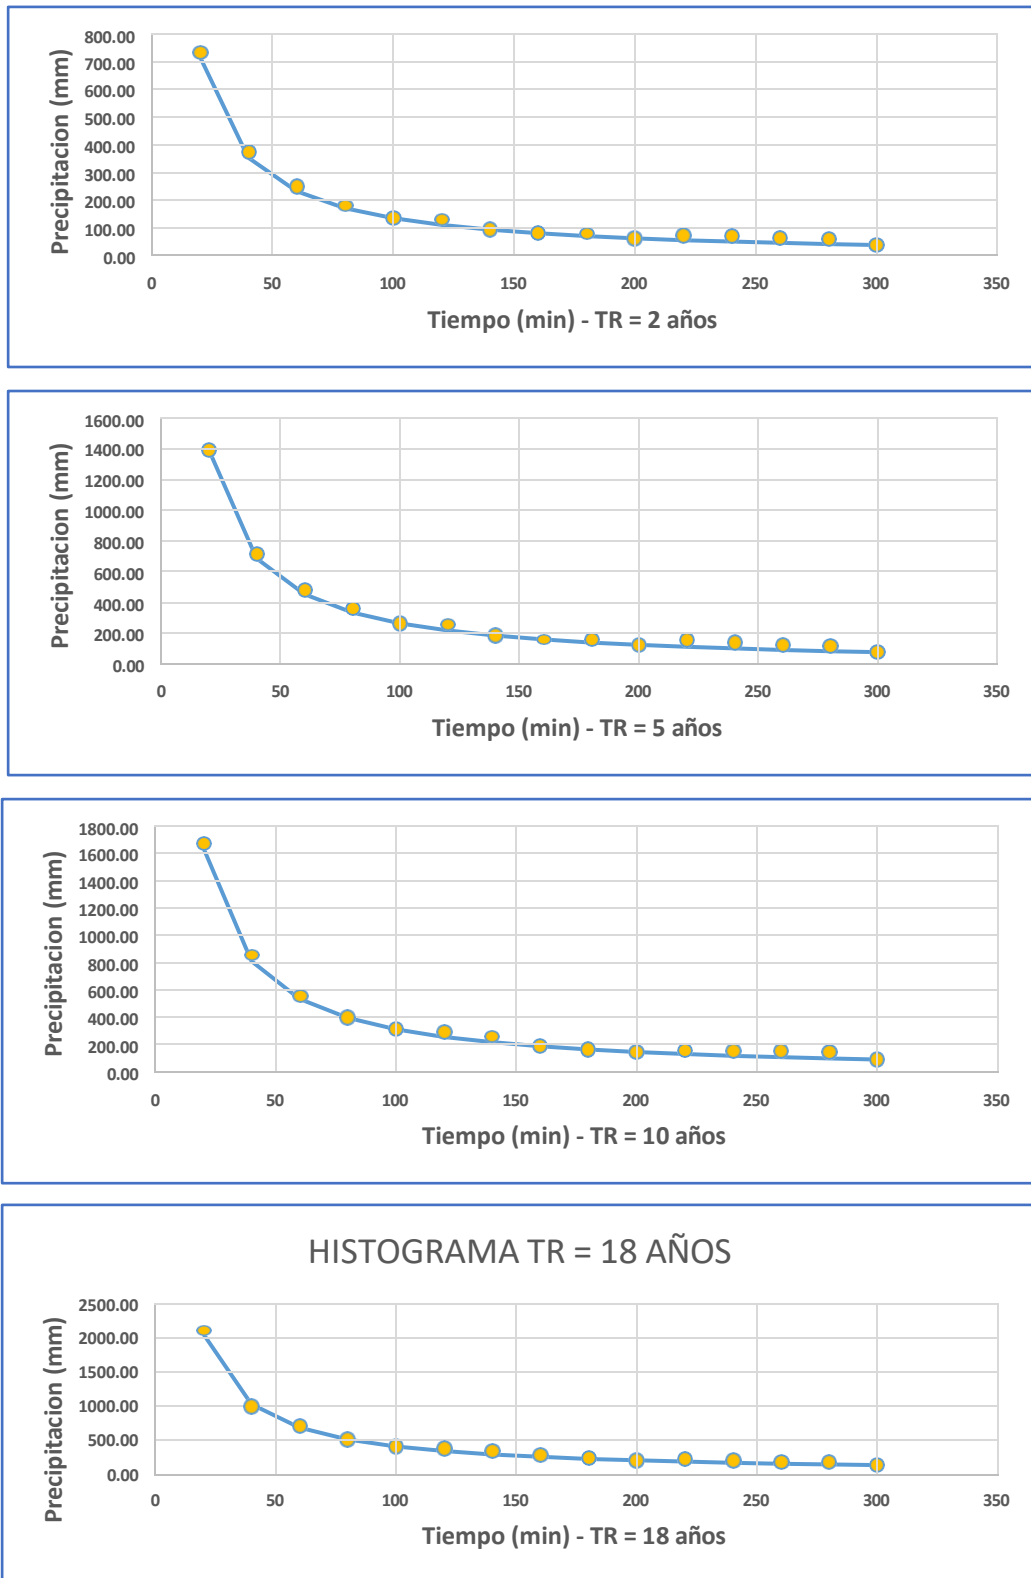 Precipitacion (mm)
800.00
700.00
600.00
500.00
400.00
300.00
200.00
100.00
0.00
0 50 100 150 200 250 300 350
Tiempo (min) - TR = 2 años
Precipitacion (mm)
1600.00
1400.00
1200.00
1000.00
800.00
600.00
400.00
200.00
0.00
0 50 100 150 200 250 300 350
Tiempo (min) - TR = 5 años
Precipitacion (mm)
1800.00
1600.00
1400.00
1200.00
1000.00
800.00
600.00
400.00
200.00
0.00
0 50 100 150 200 250 300 350
Tiempo (min) - TR = 10 años
HISTOGRAMA TR = 18 AÑOS
Precipitacion (mm)
2500.00
2000.00
1500.00
1000.00
500.00
0.00
0 50 100 150 200 250 300 350
Tiempo (min) - TR = 18 años